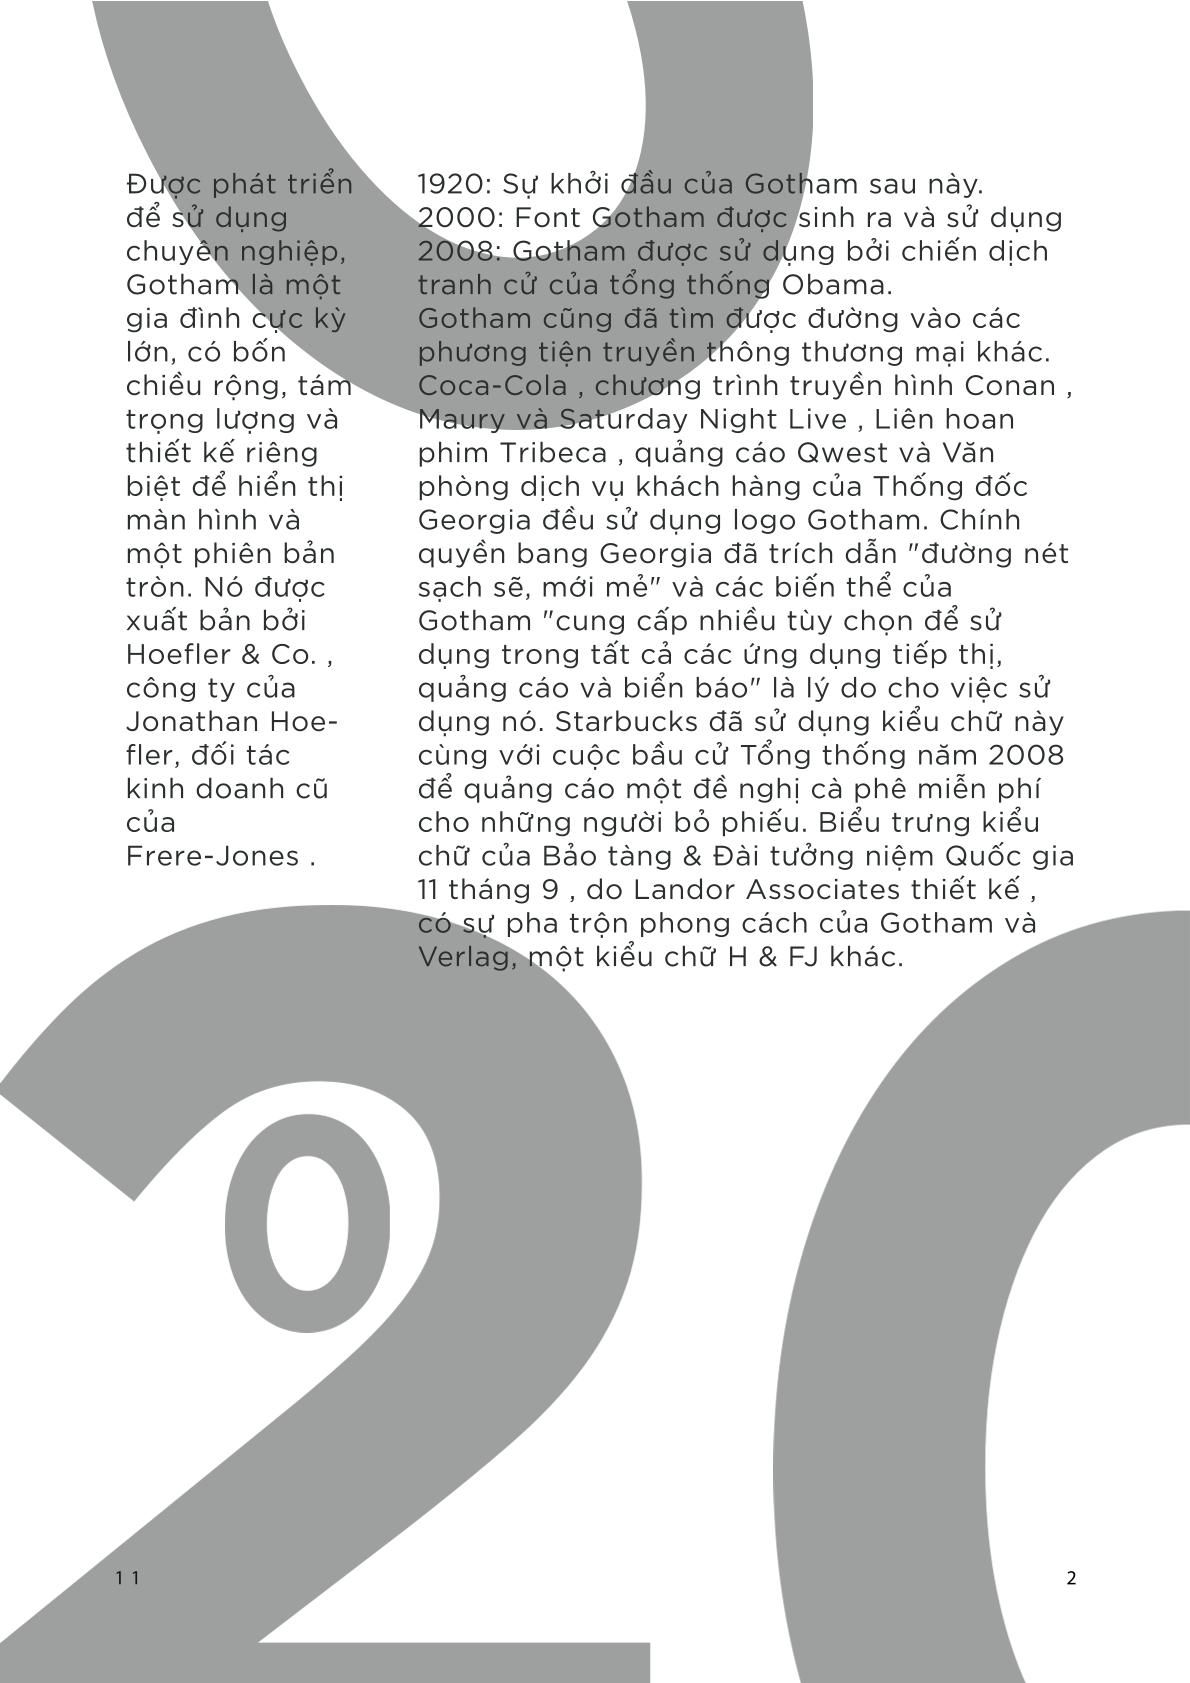 Được phát triển
để sử dụng
chuyên nghiệp,
Gotham là một
gia đình cực kỳ
lớn, có bốn
chiều rộng, tám
trọng lượng và
thiết kế riêng
biệt để hiển thị
màn hình và
một phiên bản
tròn. Nó được
xuất bản bởi
Hoefler & Co. ,
công ty của
Jonathan Hoe-
fler, đối tác
kinh doanh cũ
của
Frere-Jones .
1920: Sự khởi đầu của Gotham sau này.
2000: Font Gotham được sinh ra và sử dụng
2008: Gotham được sử dụng bởi chiến dịch
tranh cử của tổng thống Obama.
Gotham cũng đã tìm được đường vào các
phương tiện truyền thông thương mại khác.
Coca-Cola , chương trình truyền hình Conan ,
Maury và Saturday Night Live , Liên hoan
phim Tribeca , quảng cáo Qwest và Văn
phòng dịch vụ khách hàng của Thống đốc
Georgia đều sử dụng logo Gotham. Chính
quyền bang Georgia đã trích dẫn "đường nét
sạch sẽ, mới mẻ" và các biến thể của
Gotham "cung cấp nhiều tùy chọn để sử
dụng trong tất cả các ứng dụng tiếp thị,
quảng cáo và biển báo" là lý do cho việc sử
dụng nó. Starbucks đã sử dụng kiểu chữ này
cùng với cuộc bầu cử Tổng thống năm 2008
để quảng cáo một đề nghị cà phê miễn phí
cho những người bỏ phiếu. Biểu trưng kiểu
chữ của Bảo tàng & Đài tưởng niệm Quốc gia
11 tháng 9 , do Landor Associates thiết kế ,
có sự pha trộn phong cách của Gotham và
Verlag, một kiểu chữ H & FJ khác.
0
2 0
0
11
2